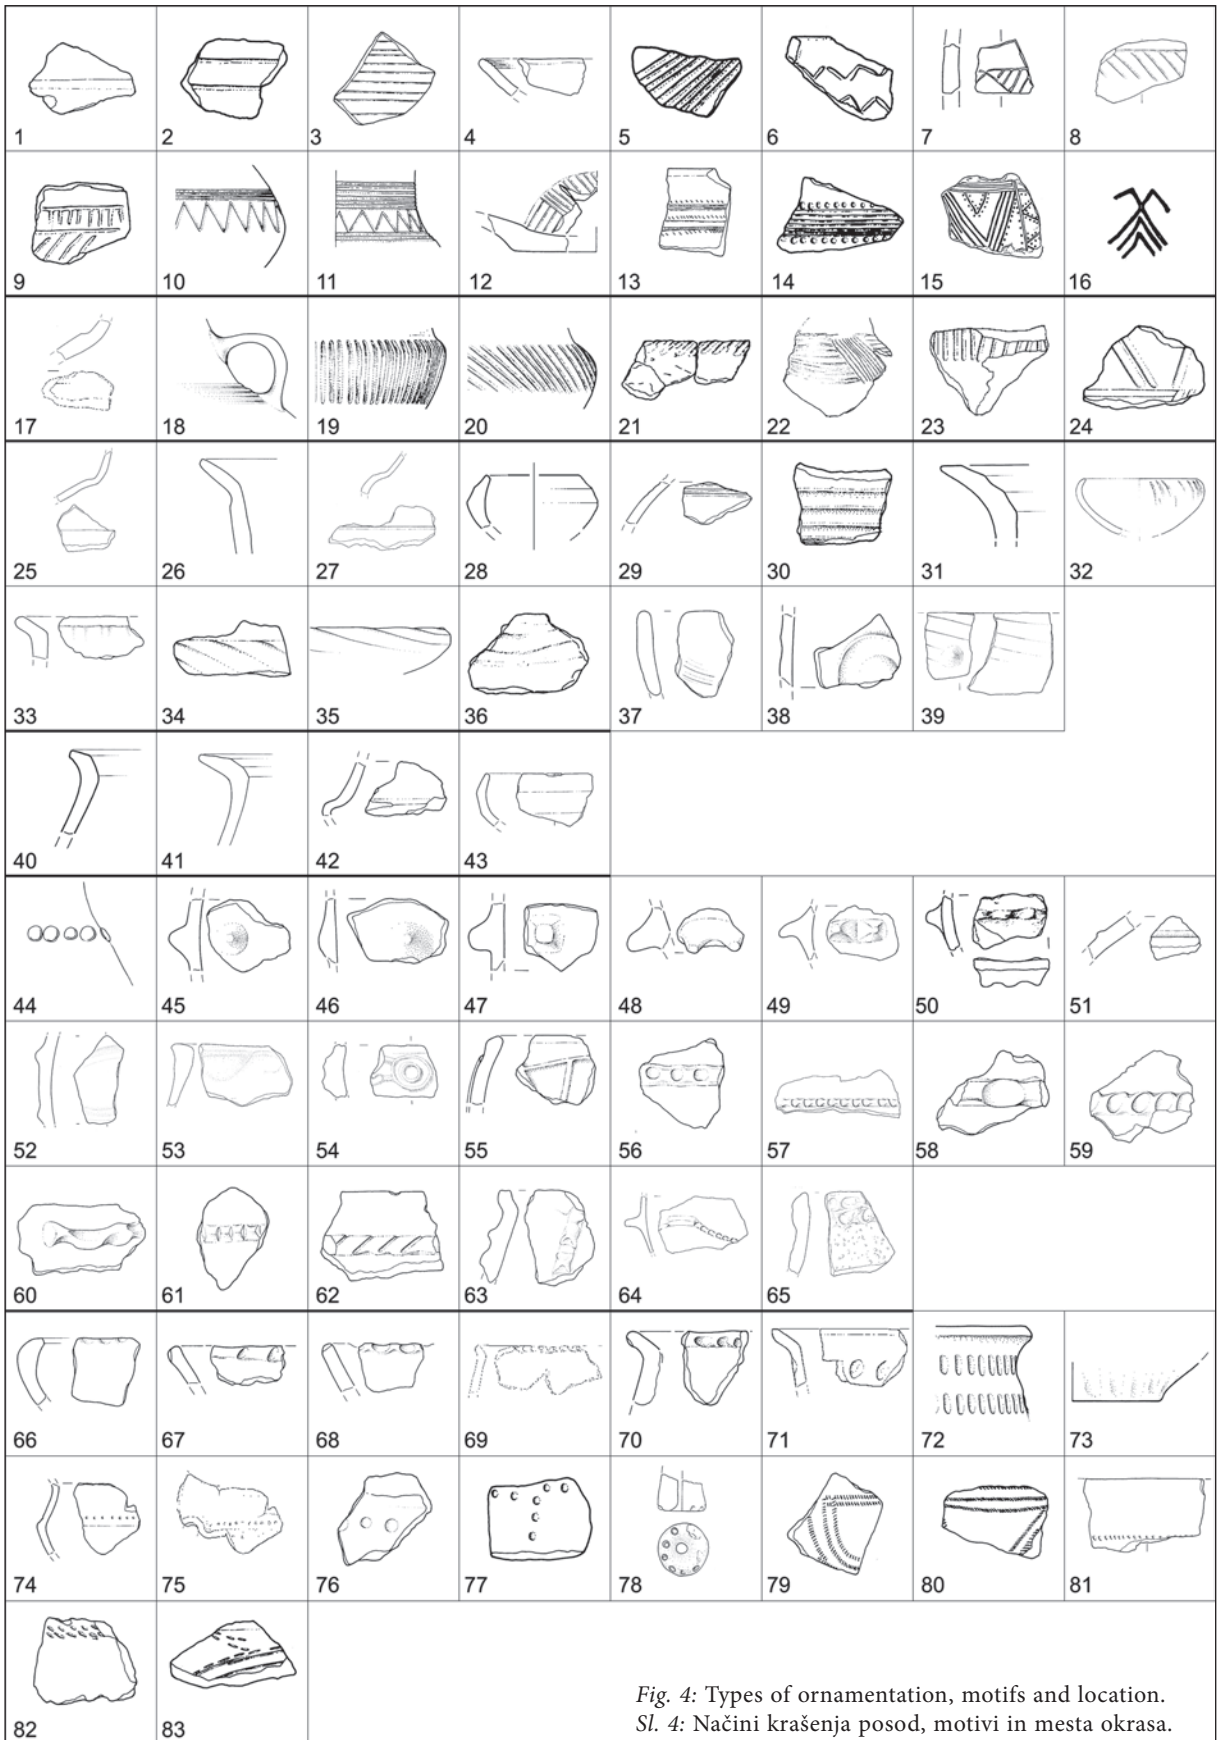 1 2 3 4 5 6 7 8
9 10 11 12 13 14 15 16
17 18 19 20 21 22 23 24
25 26 27 28 29 30 31 32
33 34 35 36 37 38 39
40 41 42 43
44 45 46 47 48 49 50 51
52 53 54 55 56 57 58 59
60 61 62 63 64 65
66 67 68 69 70 71 72 73
74 75 76 77 78 79 80 81
82 83
Fig. 4: Types of ornamentation, motifs and location.
Sl. 4: Načini krašenja posod, motivi in mesta okrasa.